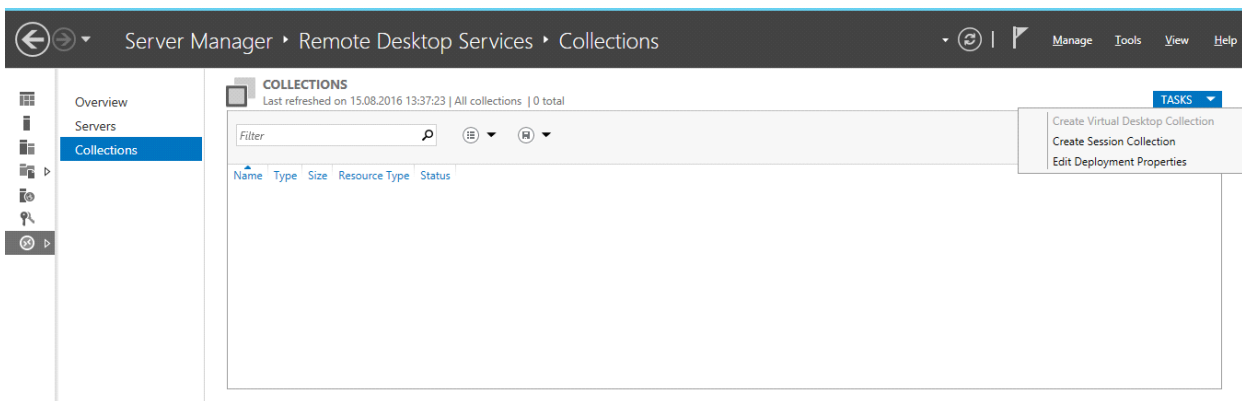 Server Manager ‣ Remote Desktop Services ‣ Collections
Manage Tools View Help
Overview
Servers
Collections
COLLECTIONS
Last refreshed on 15.08.2016 13:37:23 | All collections | 0 total
TASKS
Create Virtual Desktop Collection
Create Session Collection
Edit Deployment Properties
Filter
Name Type Size Resource Type Status